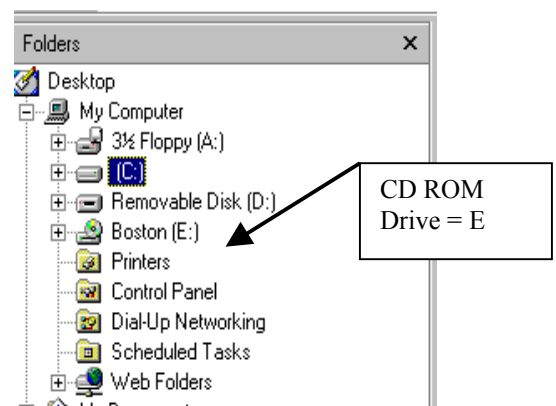 Folders
Desktop
My Computer
3½ Floppy (A:)
(C:)
Removable Disk (D:)
Boston (E:)
Printers
Control Panel
Dial-Up Networking
Scheduled Tasks
Web Folders
CD ROM
Drive = E